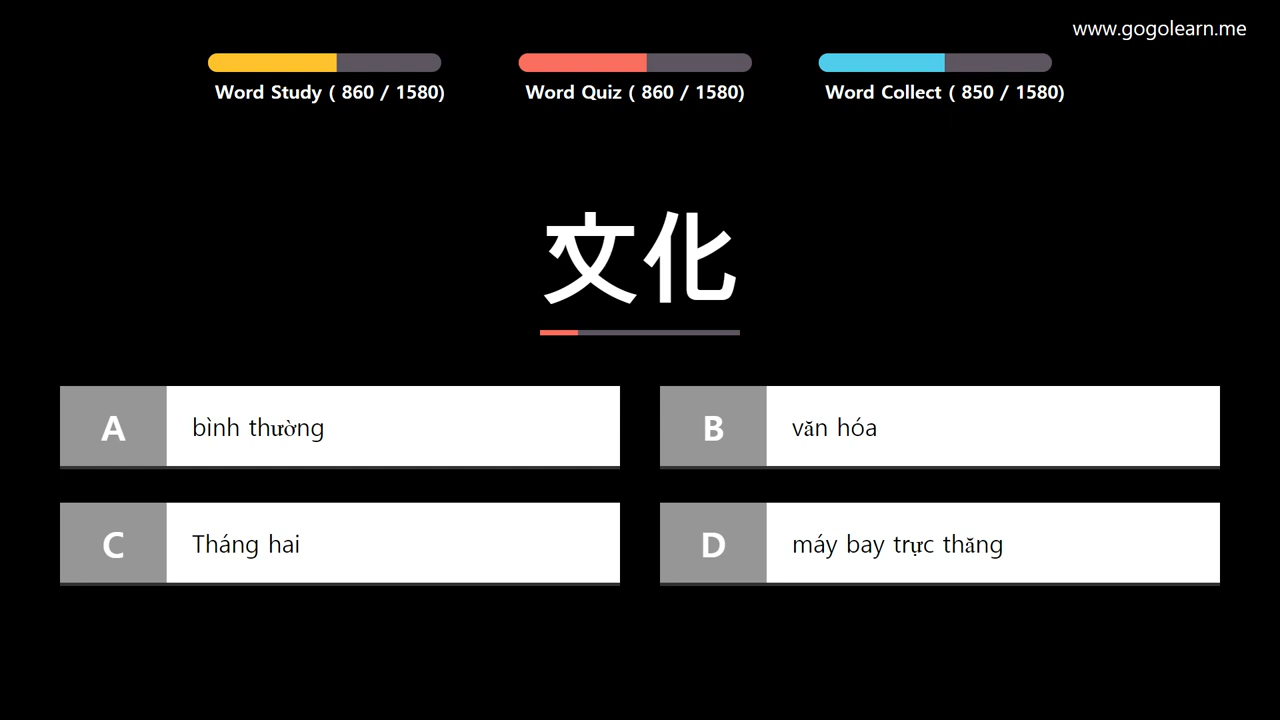 www.gogolearn.me
Word Study ( 860 / 1580)
Word Quiz ( 860 / 1580)
Word Collect ( 850 / 1580)
文化
A bình thường
B văn hóa
C Tháng hai
D máy bay trực thăng